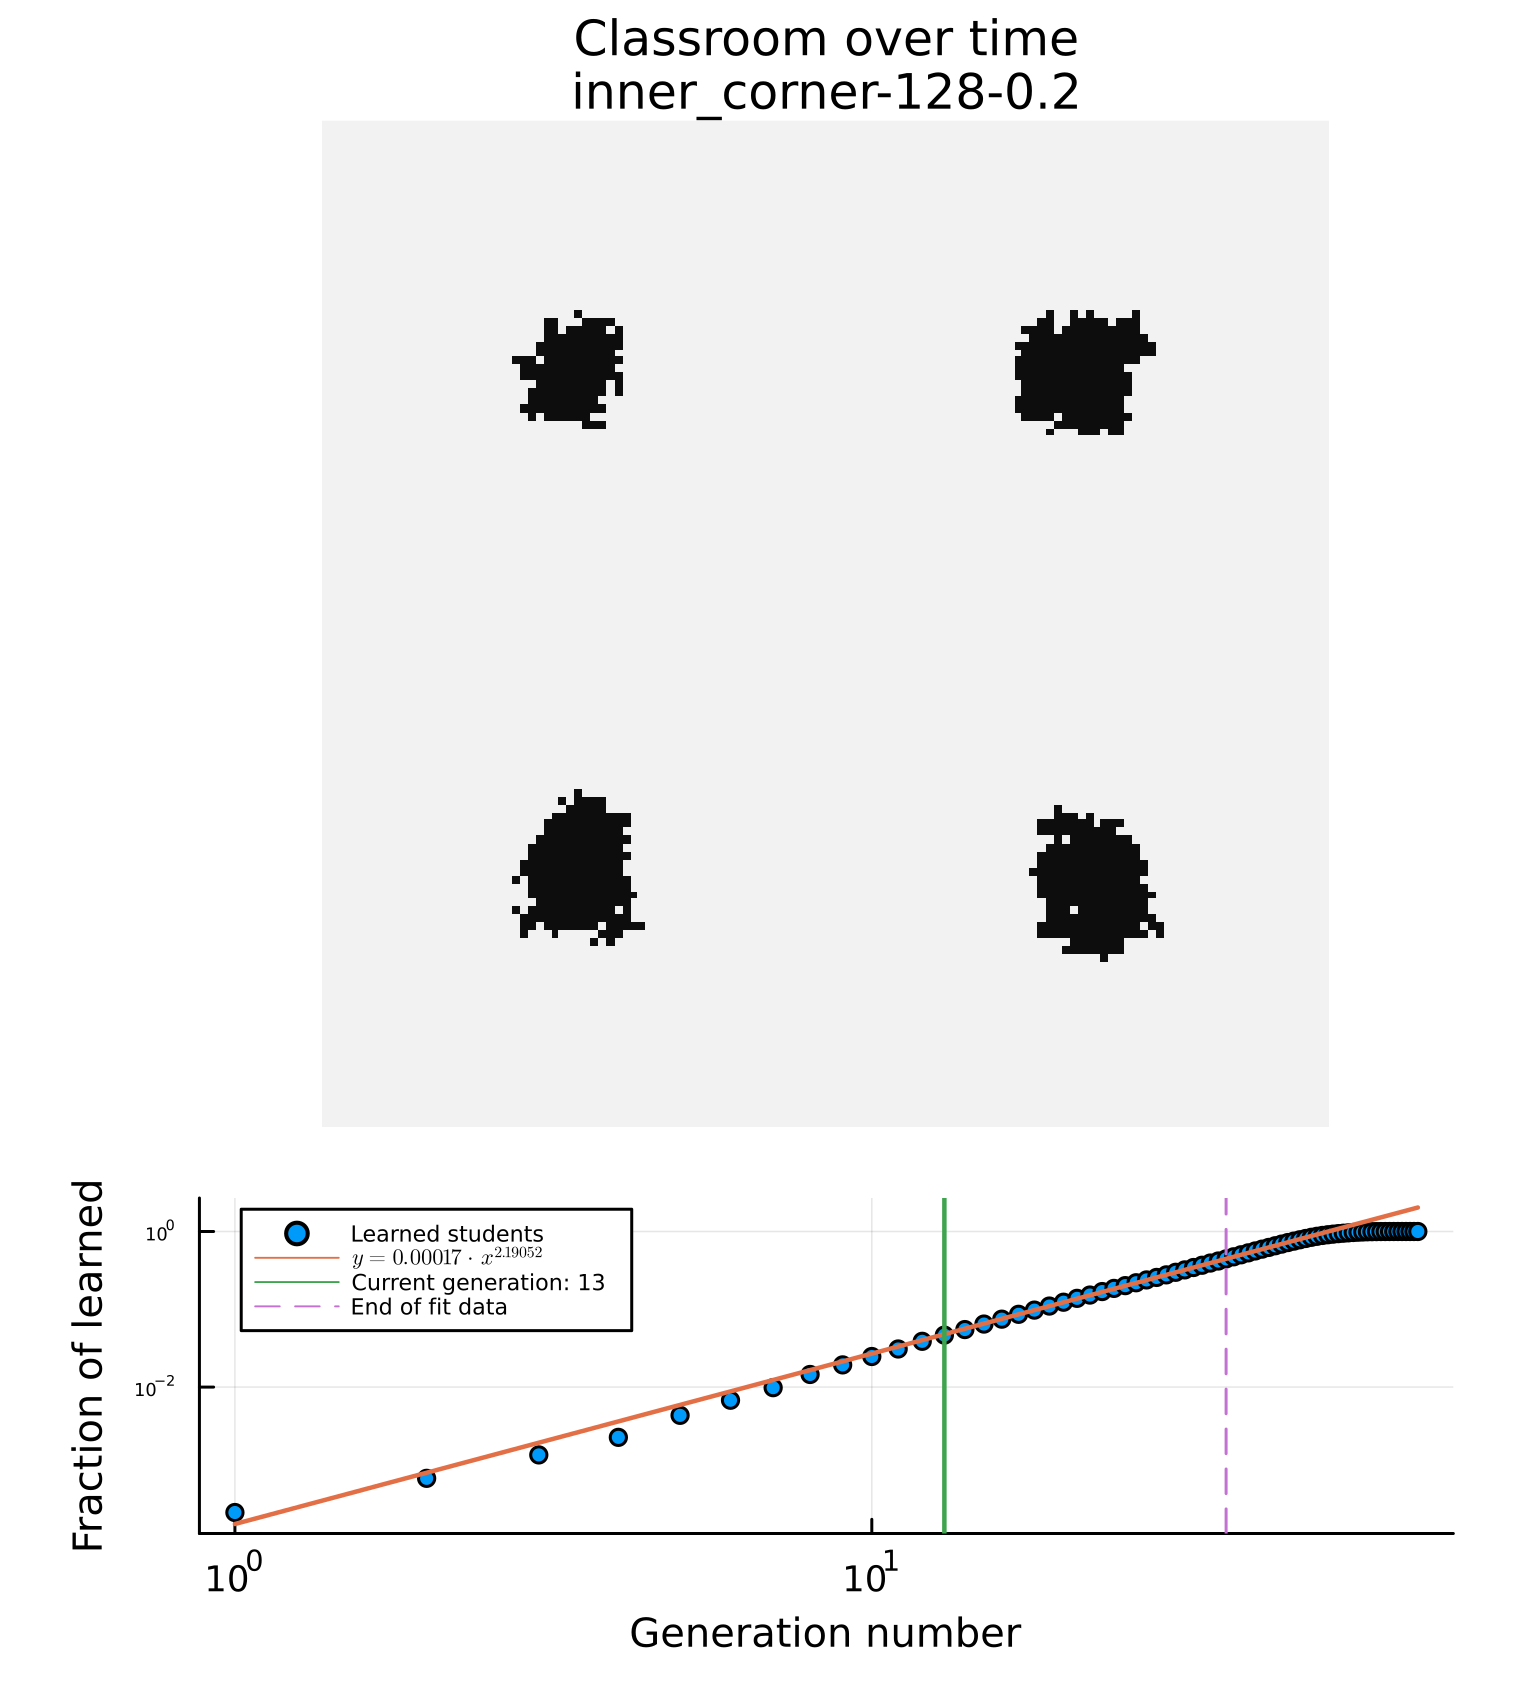 Classroom over time
inner_corner-128-0.2
Fraction of learned
10^0
10^−2
Learned students
y = 0.00017 · x^2.19052
Current generation: 13
End of fit data
10^0
10^1
Generation number